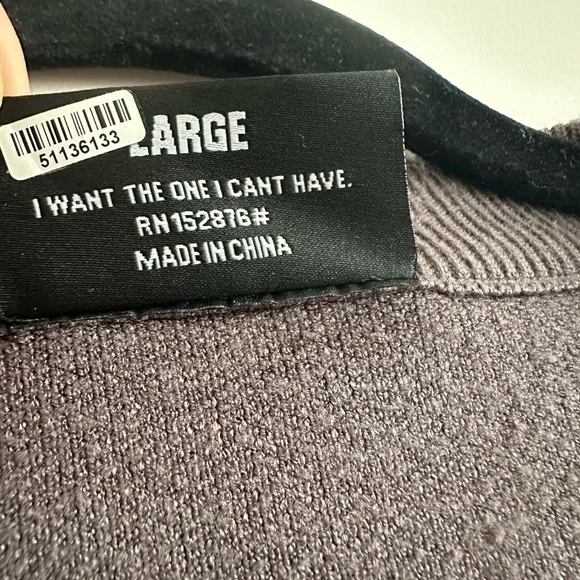 51136133
LARGE
I WANT THE ONE I CANT HAVE.
RN152876#
MADE IN CHINA